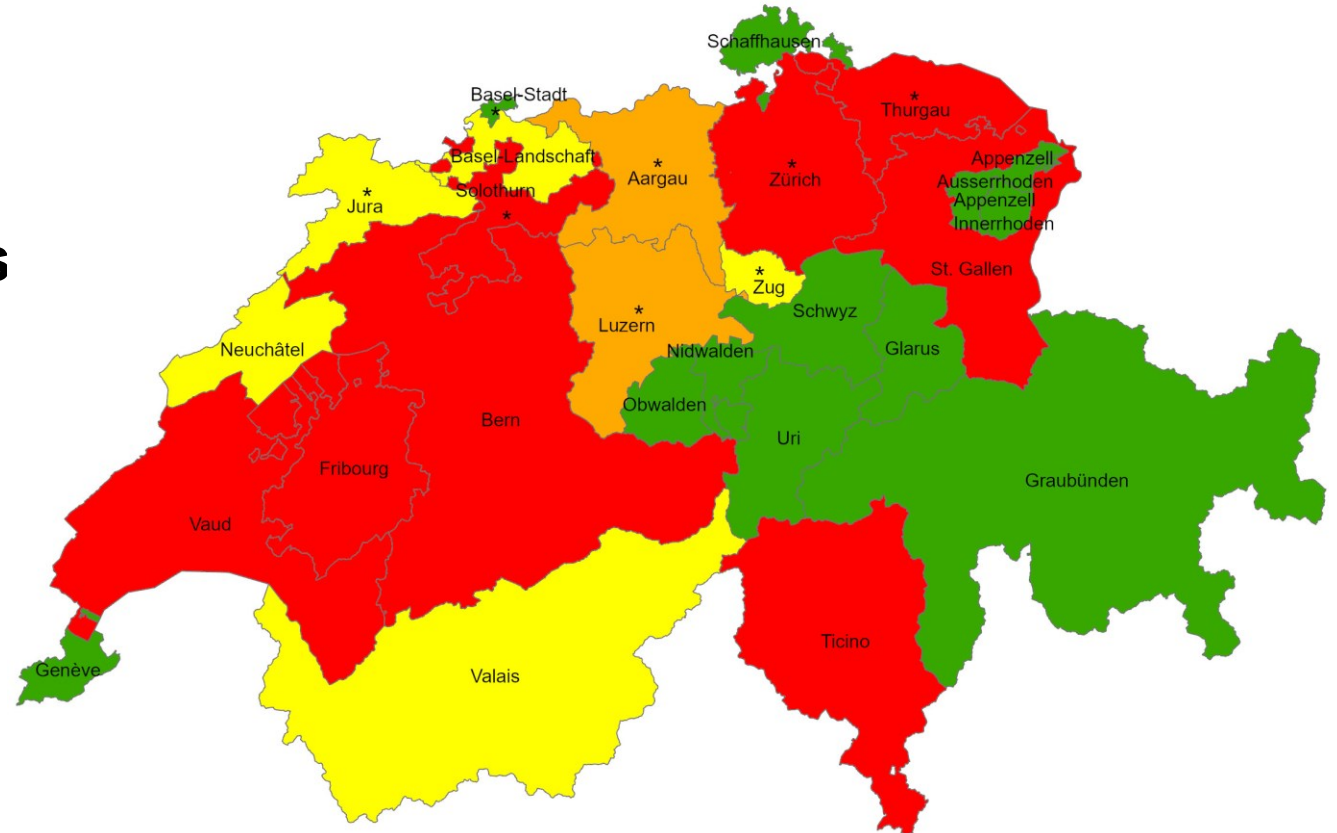 Schaffhausen
Basel-Stadt
*
*
Thurgau
Basel-Landschaft
*
Aargau
*
Zürich
Appenzell
Ausserrhoden
Appenzell
Innerrhoden
Solothurn
*
*
Jura
s
St. Gallen
*
Zug
Schwyz
*
Luzern
Neuchâtel
Nidwalden
Glarus
Obwalden
Bern
Uri
Fribourg
Graubünden
Vaud
Ticino
Genève
Valais